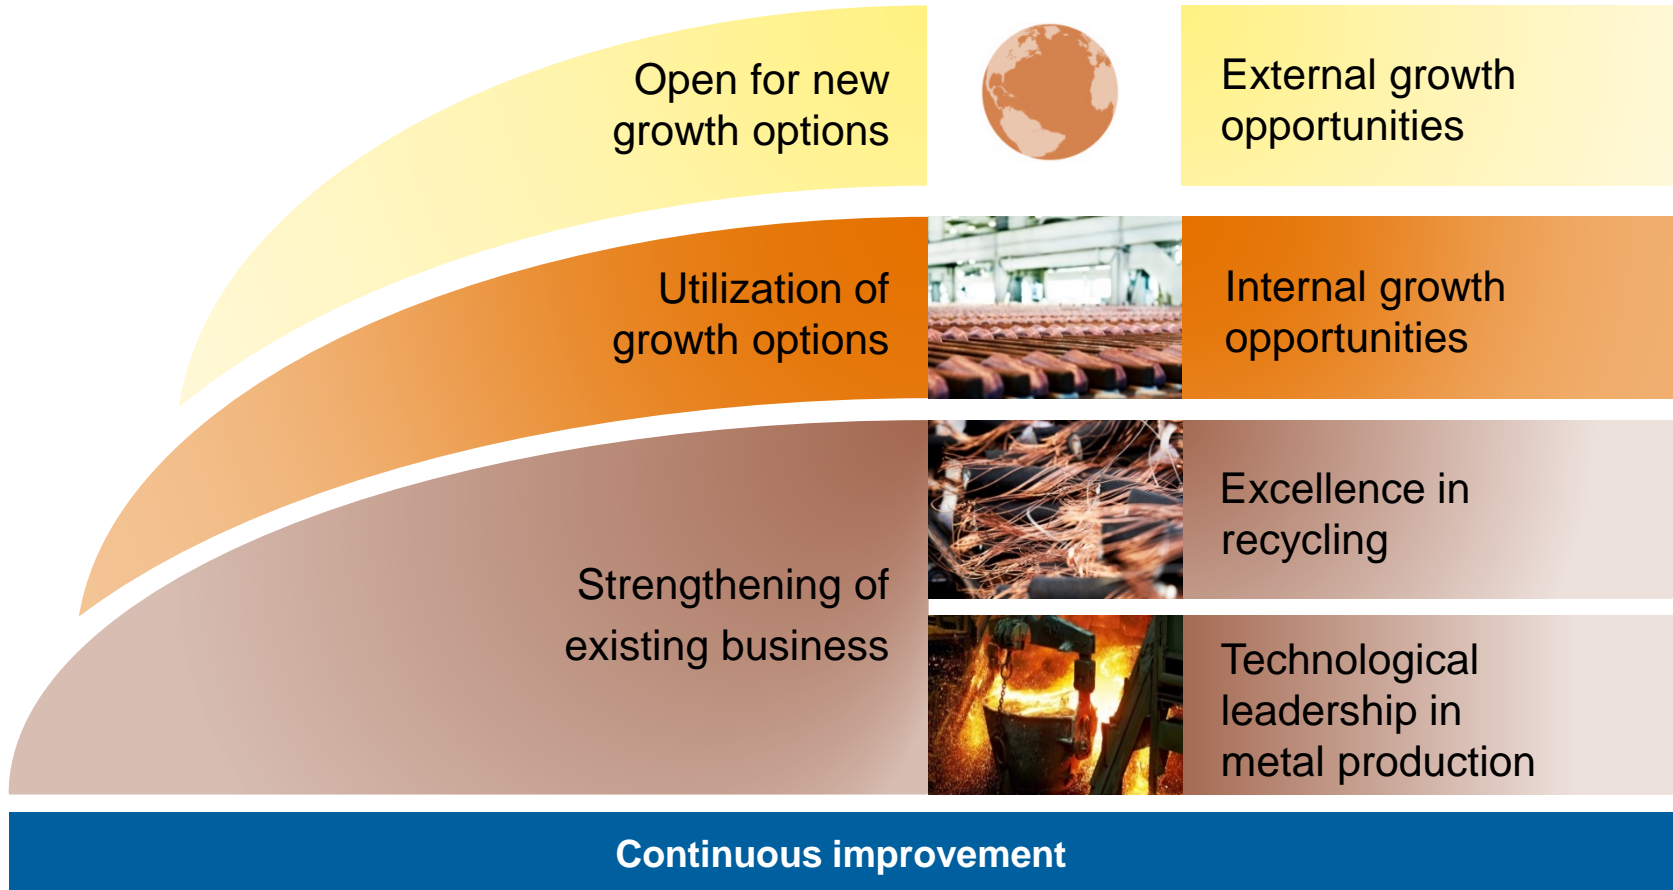 Open for new
growth options
External growth
opportunities
Utilization of
growth options
Internal growth
opportunities
Strengthening of
existing business
Excellence in
recycling
Technological
leadership in
metal production
Continuous improvement